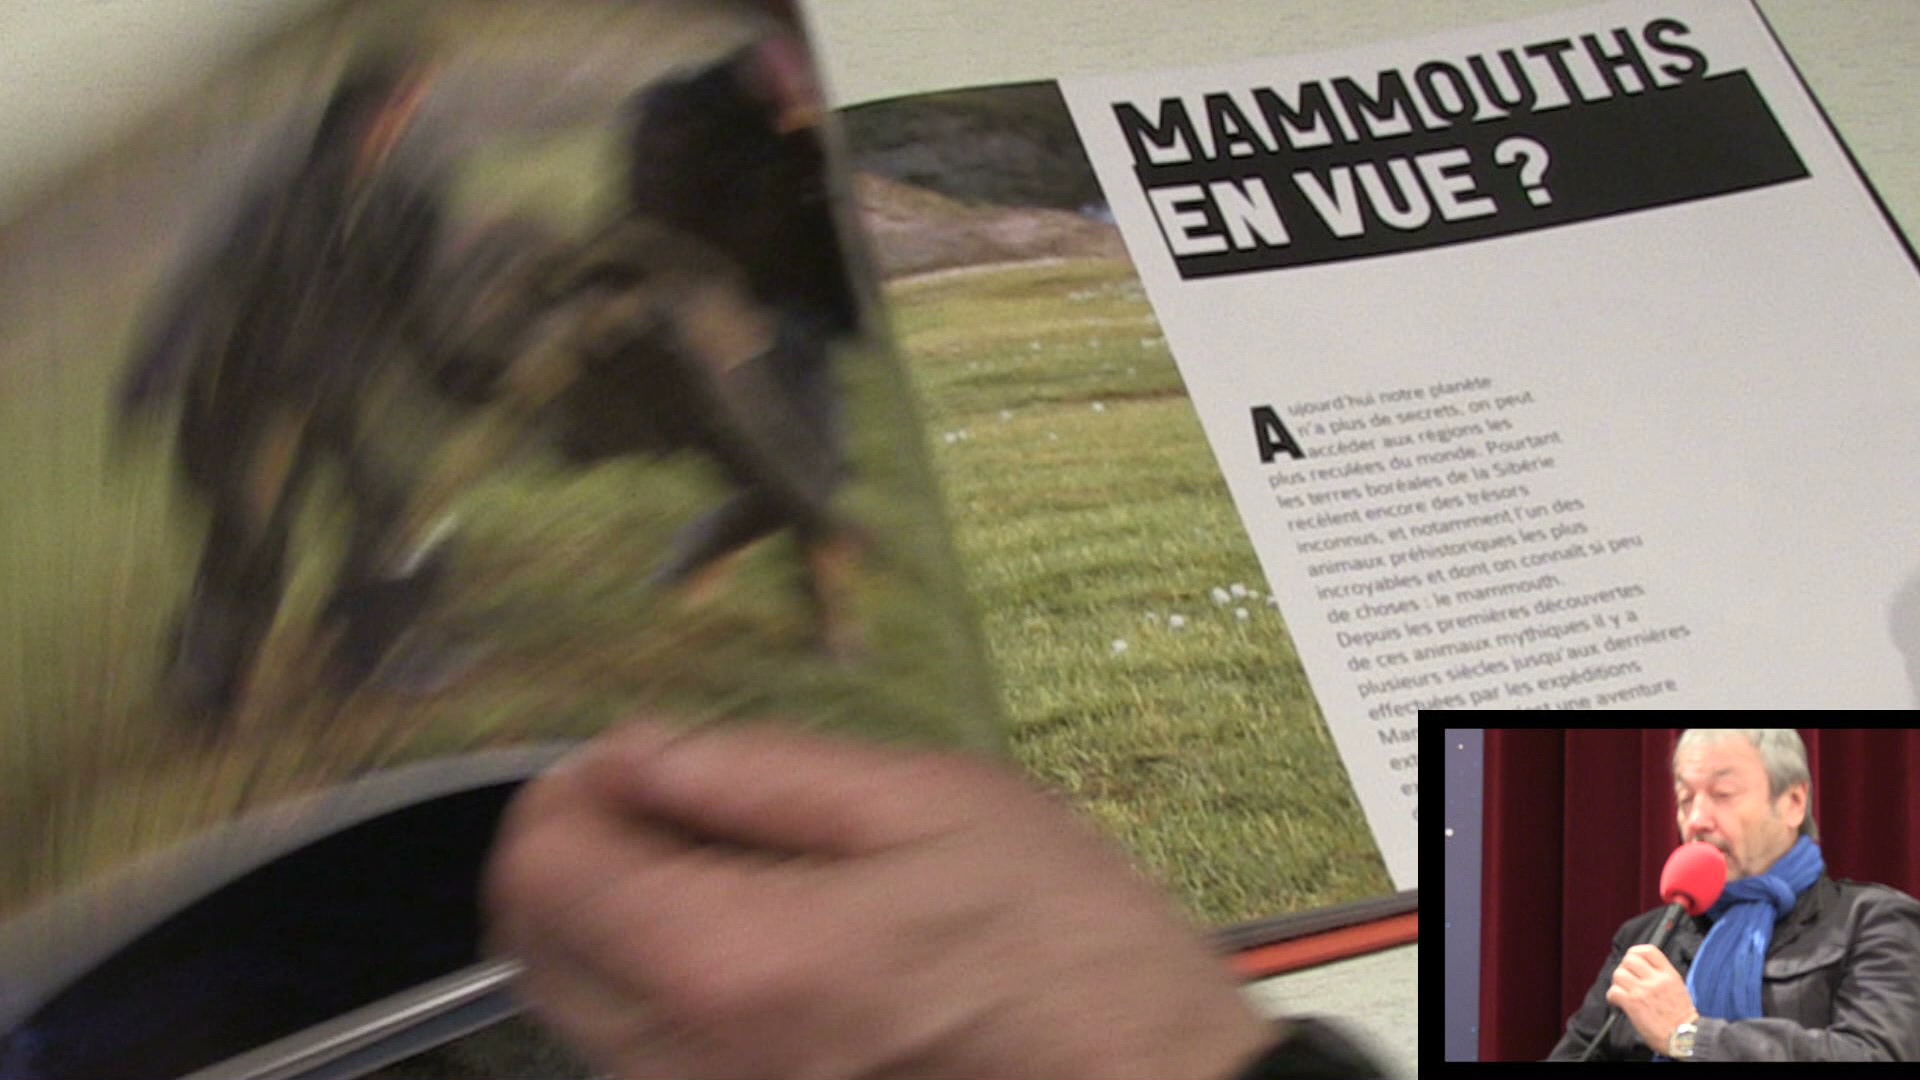 MAMMOUTHS
EN VUE ?
Aujourd'hui notre planète
n'a plus de secrets, on peut
accéder aux régions les
plus reculées du monde. Pourtant
les terres boréales de la Sibérie
recèlent encore des trésors
inconnus, et notamment l'un des
animaux préhistoriques les plus
incroyables et dont on connaît si peu
de choses : le mammouth.
Depuis les premières découvertes
de ces animaux mythiques il y a
plusieurs siècles jusqu'aux dernières
effectuées par les expéditions
une aventure